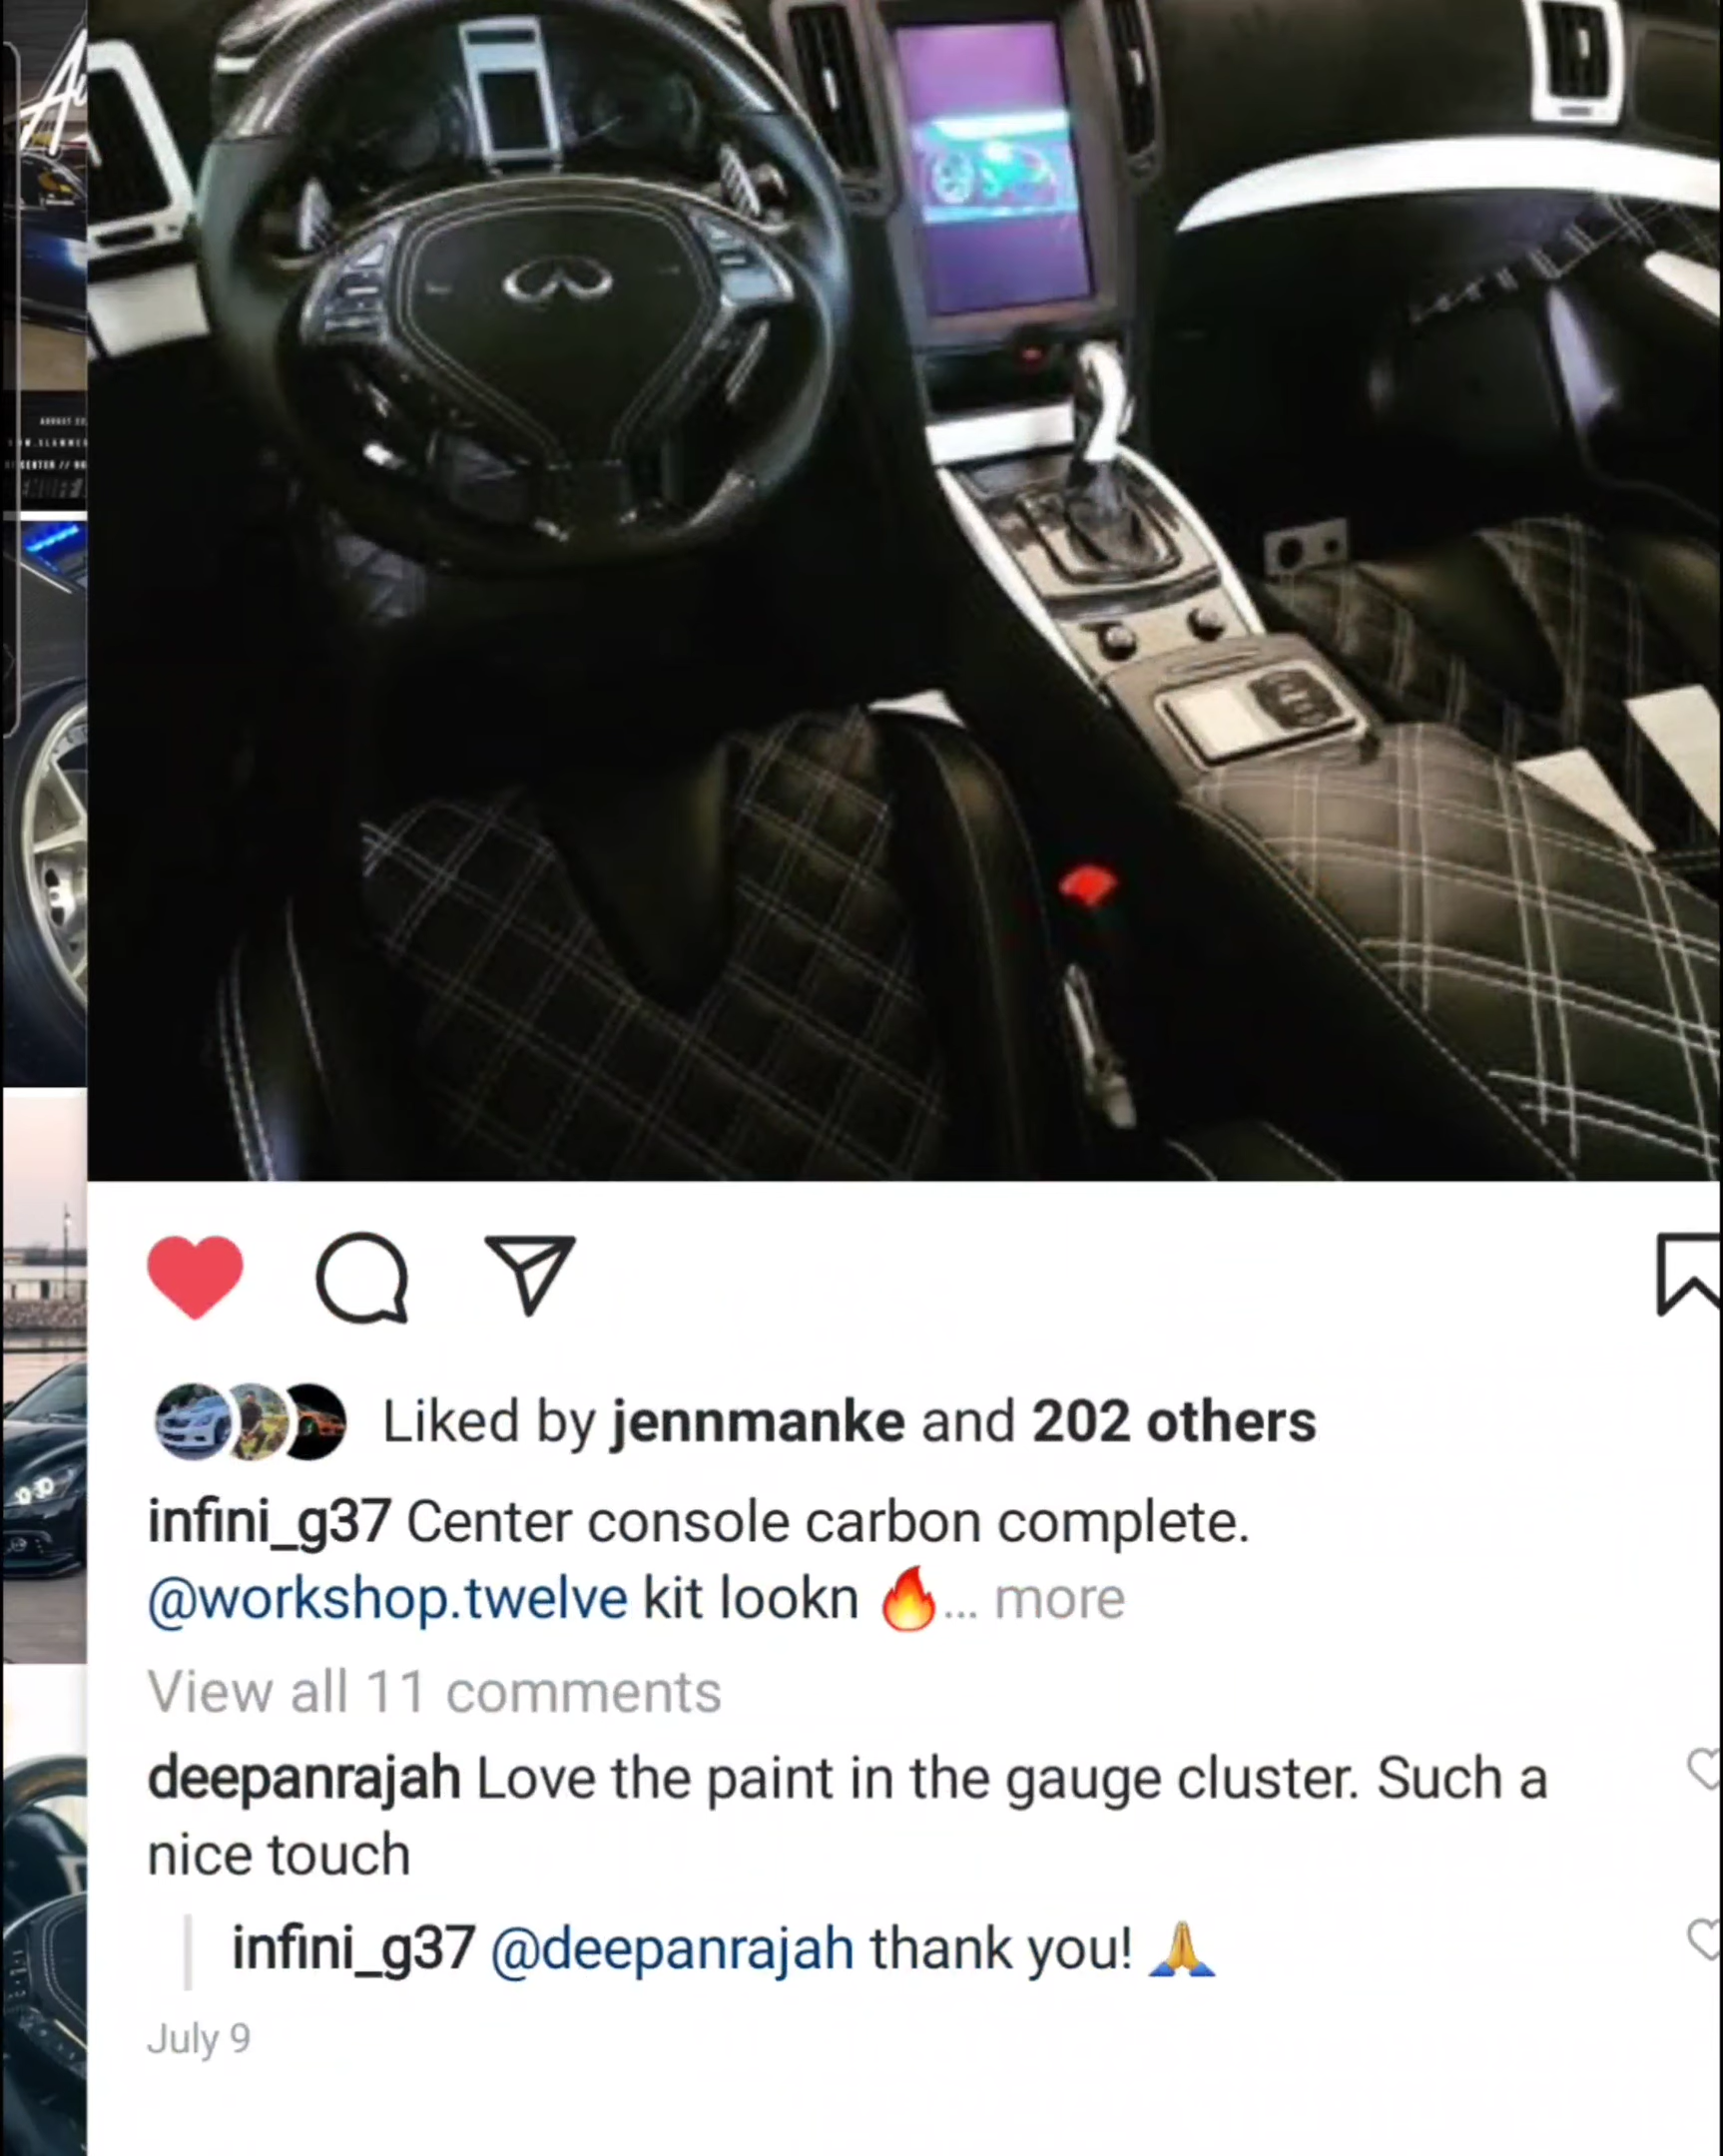 Liked by jennmanke and 202 others
infini_g37 Center console carbon complete.
@workshop.twelve kit lookn 🔥... more
View all 11 comments
deepanrajah Love the paint in the gauge cluster. Such a
nice touch
infini_g37 @deepanrajah thank you! 🙏
July 9